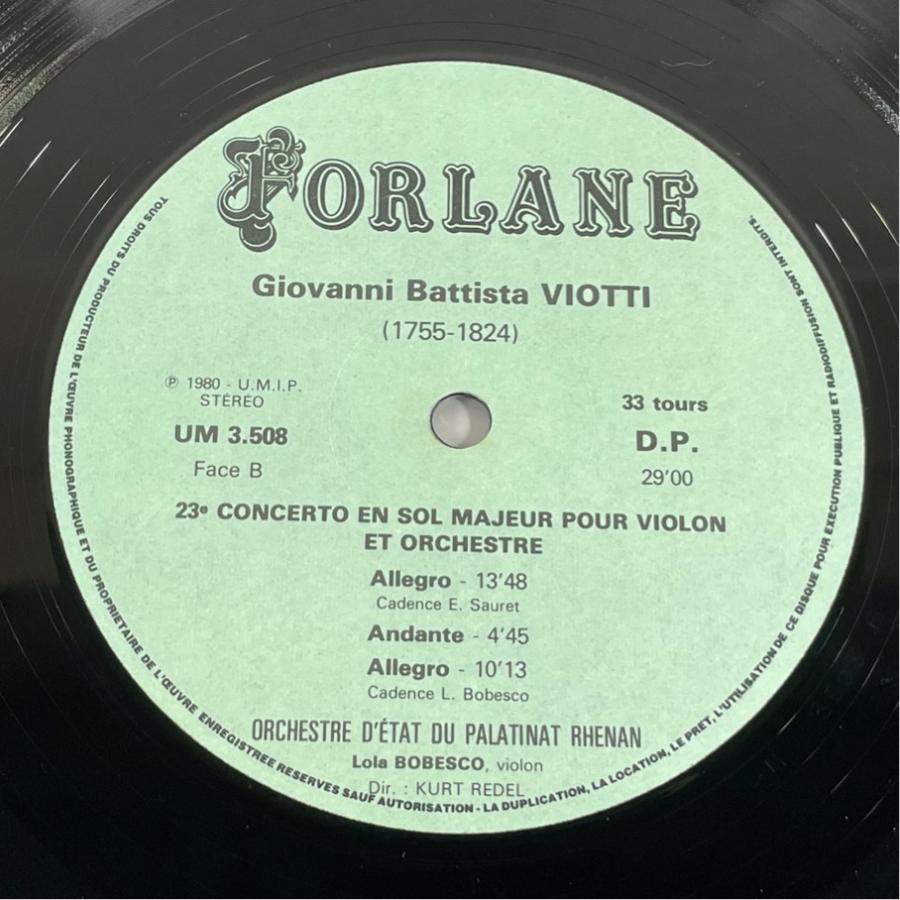 FORLANE
Giovanni Battista VIOTTI
(1755-1824)
℗ 1980 - U.M.I.P.
STÉRÉO
UM 3.508
Face B
33 tours
D.P.
29'00
23e CONCERTO EN SOL MAJEUR POUR VIOLON
ET ORCHESTRE
Allegro - 13'48
Cadence E. Sauret
Andante - 4'45
Allegro - 10'13
Cadence L. Bobesco
ORCHESTRE D'ÉTAT DU PALATINAT RHENAN
Lola BOBESCO, violon
Dir. : KURT REDEL
TOUS DROITS DU PRODUCTEUR DE L'ŒUVRE PHONOGRAPHIQUE ET DU PROPRIETAIRE DE L'ŒUVRE ENREGISTREE RESERVES SAUF AUTORISATION - LA DUPLICATION, LA LOCATION, LE PRET, L'UTILISATION DE CE DISQUE POUR EXECUTION PUBLIQUE ET RADIODIFFUSION SONT INTERDITS.